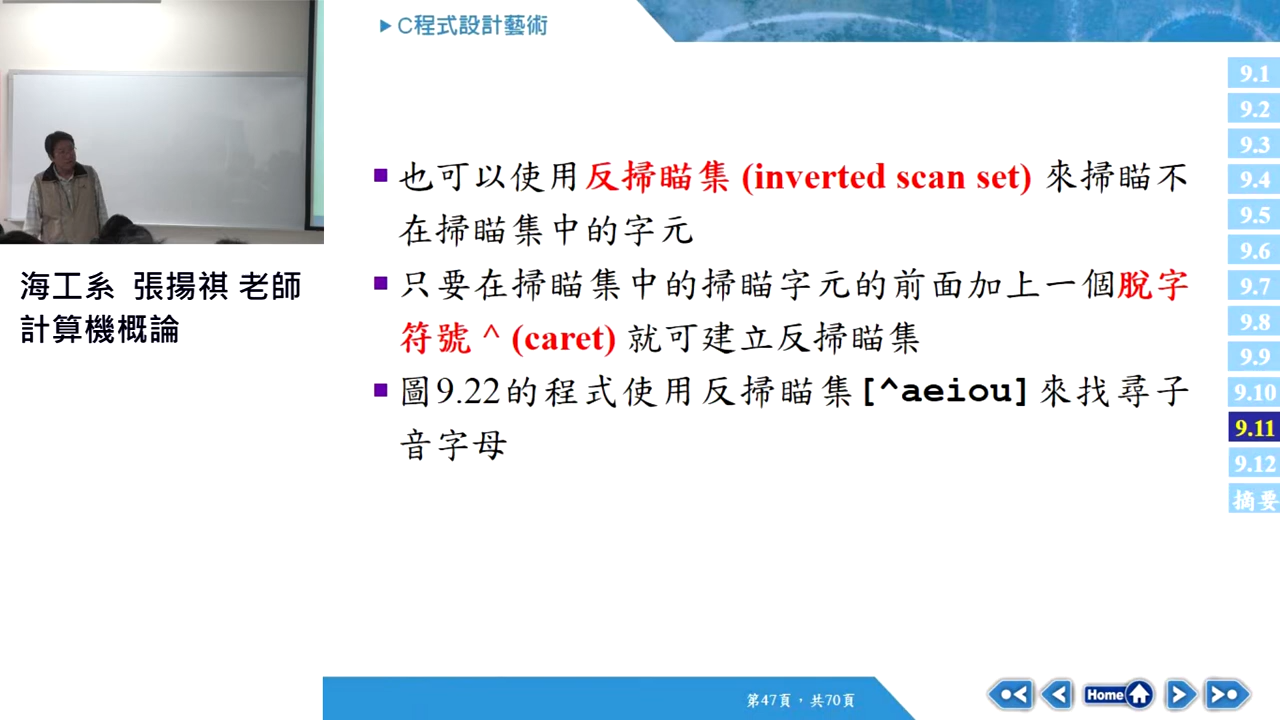 C程式設計藝術
也可以使用反掃瞄集 (inverted scan set) 來掃瞄不
在掃瞄集中的字元
只要在掃瞄集中的掃瞄字元的前面加上一個脫字
符號 ^ (caret) 就可建立反掃瞄集
圖9.22的程式使用反掃瞄集[^aeiou]來找尋子
音字母
海工系 張揚祺 老師
計算機概論
9.1
9.2
9.3
9.4
9.5
9.6
9.7
9.8
9.9
9.10
9.11
9.12
摘要
第47頁，共70頁
Home